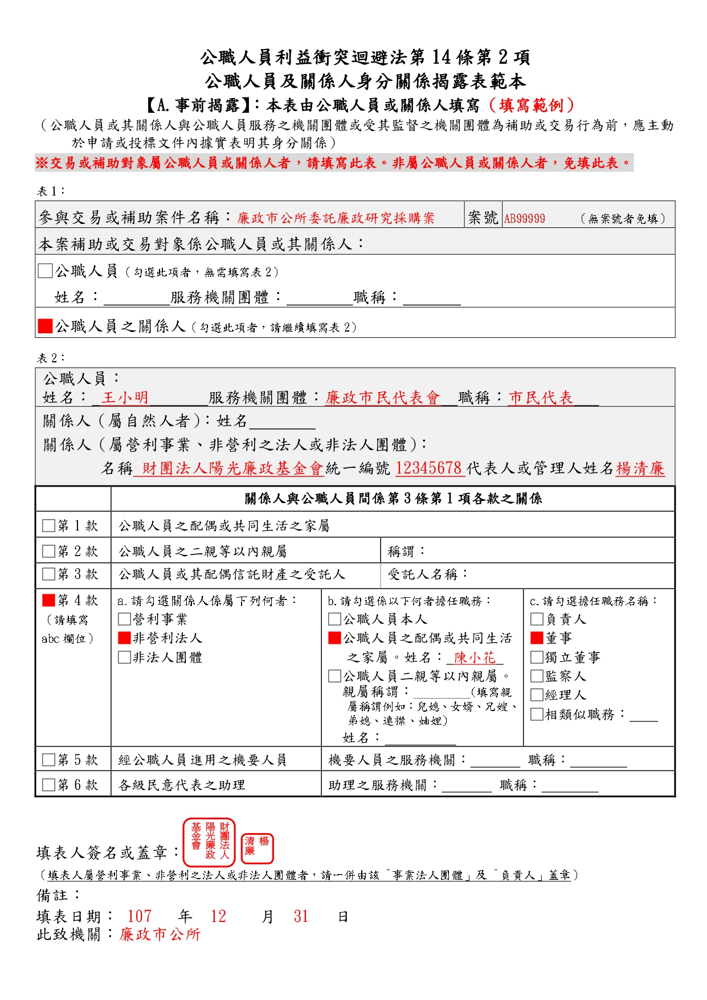 公職人員利益衝突迴避法第 14 條第 2 項
公職人員及關係人身分關係揭露表範本
【A.事前揭露】：本表由公職人員或關係人填寫（填寫範例）
（公職人員或其關係人與公職人員服務之機關團體或受其監督之機關團體為補助或交易行為前，應主動
於申請或投標文件內據實表明其身分關係）
※交易或補助對象屬公職人員或關係人者，請填寫此表。非屬公職人員或關係人者，免填此表。
表 1：
參與交易或補助案件名稱：廉政市公所委託廉政研究採購案 案號 AB99999 （無案號者免填）
本案補助或交易對象係公職人員或其關係人：
□公職人員（勾選此項者，無需填寫表 2）
姓名：________服務機關團體：________職稱：_______
■公職人員之關係人（勾選此項者，請繼續填寫表 2）
表 2：
公職人員：
姓名： 王小明 服務機關團體：廉政市民代表會 職稱：市民代表
關係人（屬自然人者）：姓名________
關係人（屬營利事業、非營利之法人或非法人團體）：
名稱 財團法人陽光廉政基金會統一編號 12345678 代表人或管理人姓名楊清廉
關係人與公職人員間係第 3 條第 1 項各款之關係
□第 1 款 公職人員之配偶或共同生活之家屬
□第 2 款 公職人員之二親等以內親屬 稱謂：
□第 3 款 公職人員或其配偶信託財產之受託人 受託人名稱：
■第 4 款
（請填寫
abc 欄位）
a.請勾選關係人係屬下列何者：
□營利事業
■非營利法人
□非法人團體
b.請勾選係以下何者擔任職務：
□公職人員本人
■公職人員之配偶或共同生活
之家屬。姓名： 陳小花
□公職人員二親等以內親屬。
親屬稱謂：________(填寫親
屬稱謂例如：兒媳、女婿、兄嫂、
弟媳、連襟、妯娌)
姓名：________
c.請勾選擔任職務名稱：
□負責人
■董事
□獨立董事
□監察人
□經理人
□相類似職務：____
□第 5 款 經公職人員進用之機要人員 機要人員之服務機關：_______ 職稱：________
□第 6 款 各級民意代表之助理 助理之服務機關：_______ 職稱：________
填表人簽名或蓋章：
財團法人
陽光廉政
基金會
楊
清廉
（填表人屬營利事業、非營利之法人或非法人團體者，請一併由該「事業法人團體」及「負責人」蓋章）
備註：
填表日期： 107 年 12 月 31 日
此致機關：廉政市公所